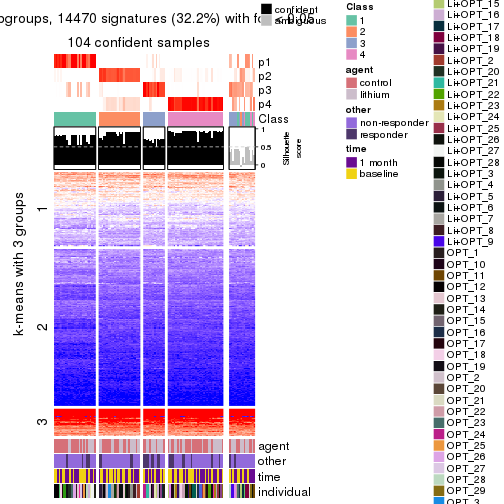 ogroups, 14470 signatures (32.2%) with
104 confident samples
confident
ambiguous
p1
p2
p3
p4
Class
1
0.5
0
Silhouette
score
k-means with 3 groups
1
2
3
agent
other
time
individual
Class
1
2
3
4
agent
control
lithium
other
non-responder
responder
time
1 month
baseline
Li+OPT_15
Li+OPT_16
Li+OPT_17
Li+OPT_18
Li+OPT_19
Li+OPT_2
Li+OPT_20
Li+OPT_21
Li+OPT_22
Li+OPT_23
Li+OPT_24
Li+OPT_25
Li+OPT_26
Li+OPT_27
Li+OPT_28
Li+OPT_3
Li+OPT_4
Li+OPT_5
Li+OPT_6
Li+OPT_7
Li+OPT_8
Li+OPT_9
OPT_1
OPT_10
OPT_11
OPT_12
OPT_13
OPT_14
OPT_15
OPT_16
OPT_17
OPT_18
OPT_19
OPT_2
OPT_20
OPT_21
OPT_22
OPT_23
OPT_24
OPT_25
OPT_26
OPT_27
OPT_28
OPT_29
OPT_3